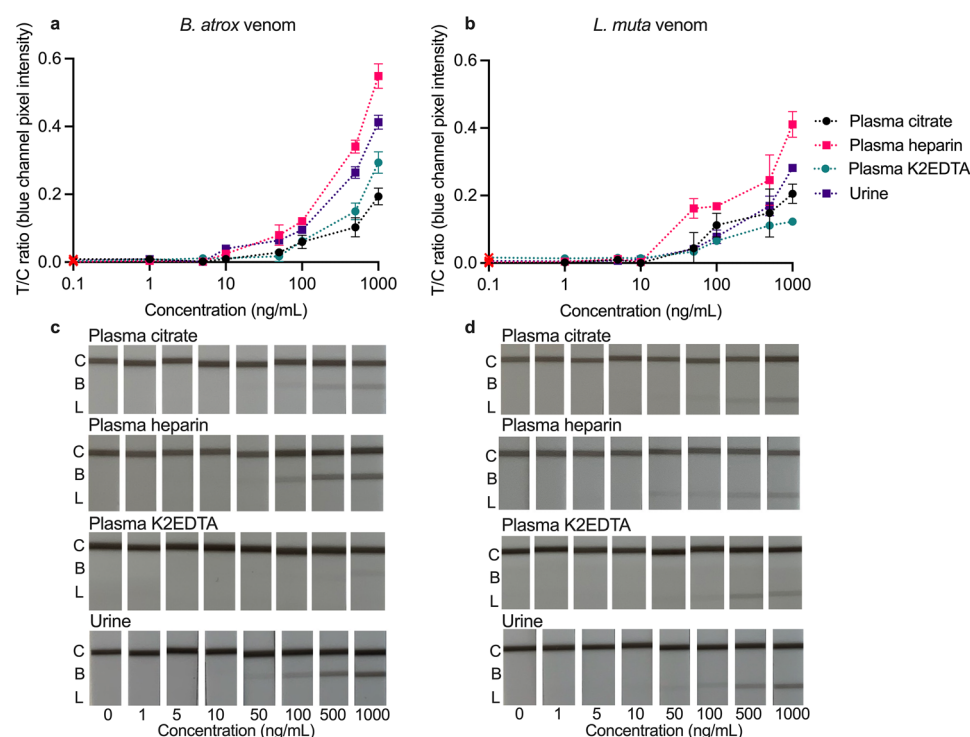 a
B. atrox venom
T/C ratio (blue channel pixel intensity)
0.6
0.4
0.2
0.0
0.1 1 10 100 1000
Concentration (ng/mL)
b
L. muta venom
T/C ratio (blue channel pixel intensity)
0.6
0.4
0.2
0.0
0.1 1 10 100 1000
Concentration (ng/mL)
Plasma citrate
Plasma heparin
Plasma K2EDTA
Urine
c
Plasma citrate
C
B
L
Plasma heparin
C
B
L
Plasma K2EDTA
C
B
L
Urine
C
B
L
0 1 5 10 50 100 500 1000
Concentration (ng/mL)
d
Plasma citrate
C
B
L
Plasma heparin
C
B
L
Plasma K2EDTA
C
B
L
Urine
C
B
L
0 1 5 10 50 100 500 1000
Concentration (ng/mL)